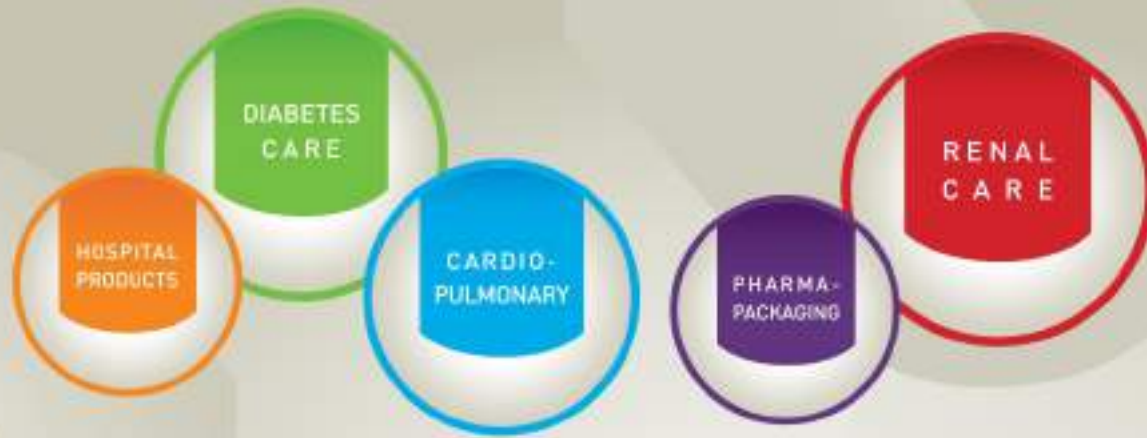 HOSPITAL
PRODUCTS
DIABETES
CARE
CARDIO-
PULMONARY
PHARMA-
PACKAGING
RENAL
CARE